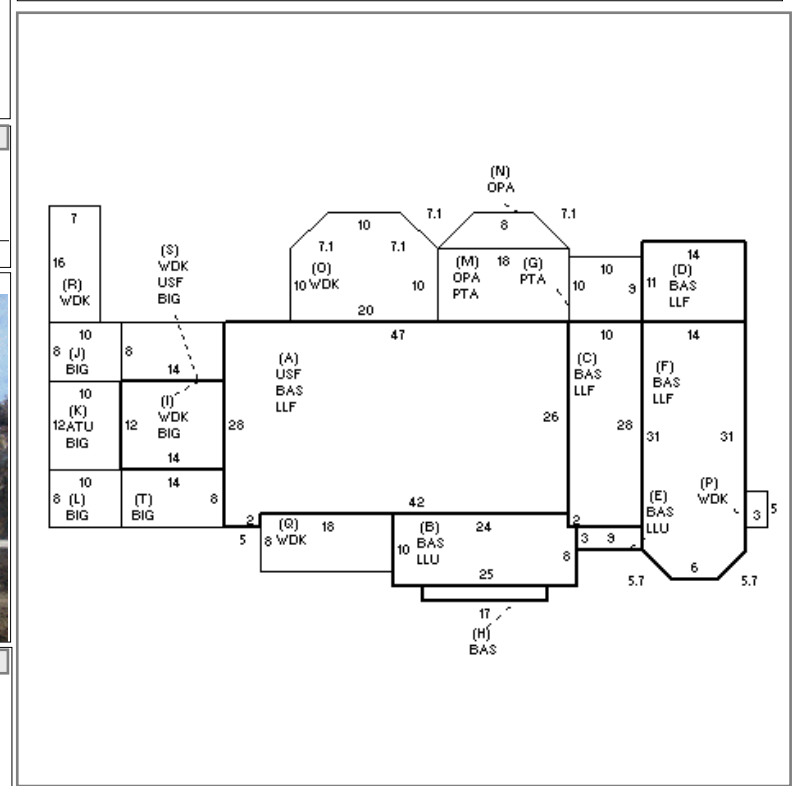 (N)
OPA
7.1 7.1
10 8
7 7.1 7.1 14
(S)
WDK
USF
BIG
16
(R)
WDK
(O)
10 WDK 10
20
(M) 18 (G)
OPA PTA
PTA
10
10 9
11 (D)
BAS
LLF
10
8 (J)
BIG
8
14
47
10
14
(A)
USF
BAS
LLF
(C)
BAS
LLF
(F)
BAS
LLF
10
(K)
12 ATU
BIG
12
(I)
WDK
BIG
14
28
26
28
31 31
10
8 (L)
BIG
14
(T) 8
BIG
2
5
42
(Q) 18
8 WDK
24
(B)
10 BAS
LLU
8
25
2
3 9
(E)
BAS
LLU
(P)
WDK
3 5
6
5.7 5.7
17
(H)
BAS